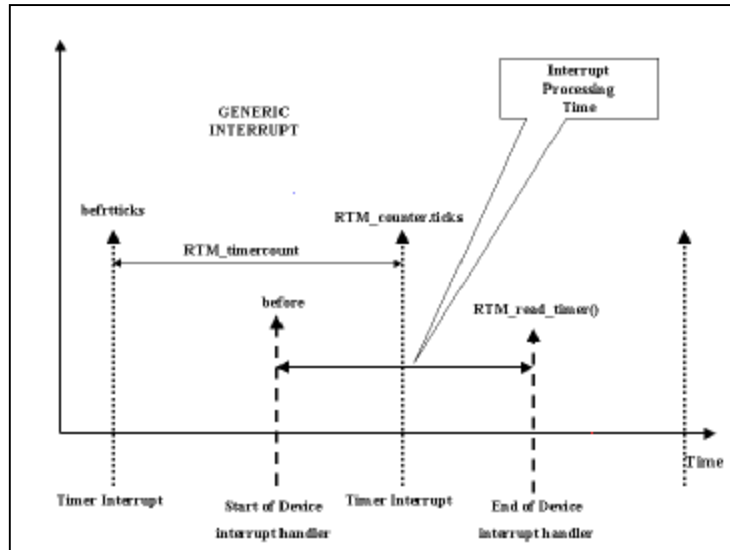 Interrupt
Processing
Time
GENERIC
INTERRUPT
befrtticks
RTM_counter.ticks
RTM_timercount
before
RTM_read_timer()
Time
Timer Interrupt
Start of Device
interrupt handler
Timer Interrupt
End of Device
interrupt handler